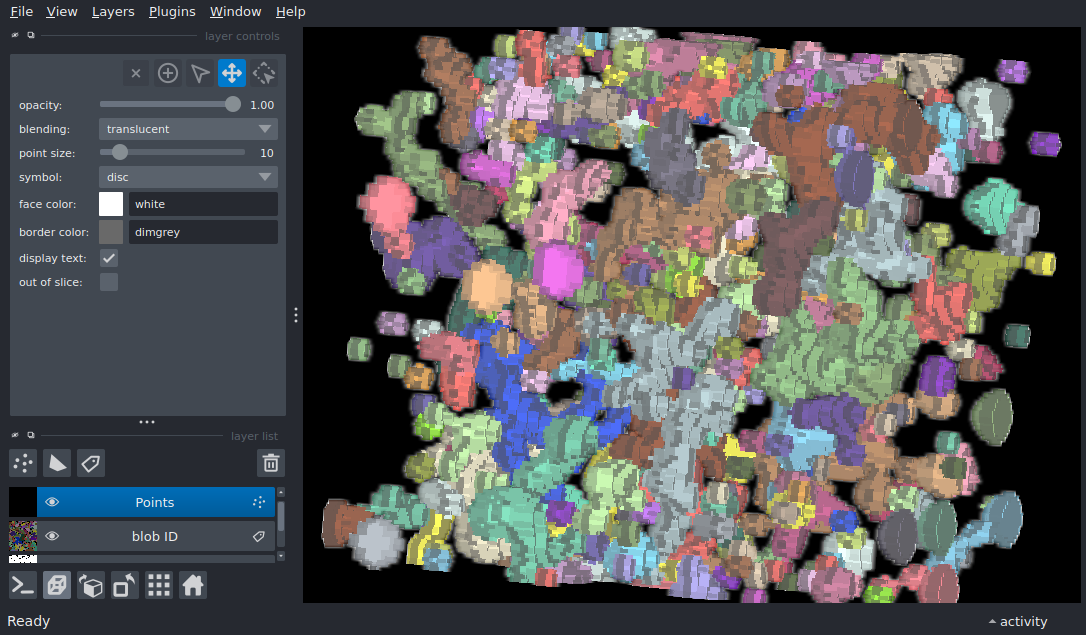 File View Layers Plugins Window Help
layer controls
opacity: 1.00
blending: translucent
point size: 10
symbol: disc
face color: white
border color: dimgrey
display text:
out of slice:
layer list
Points
blob ID
Ready
activity